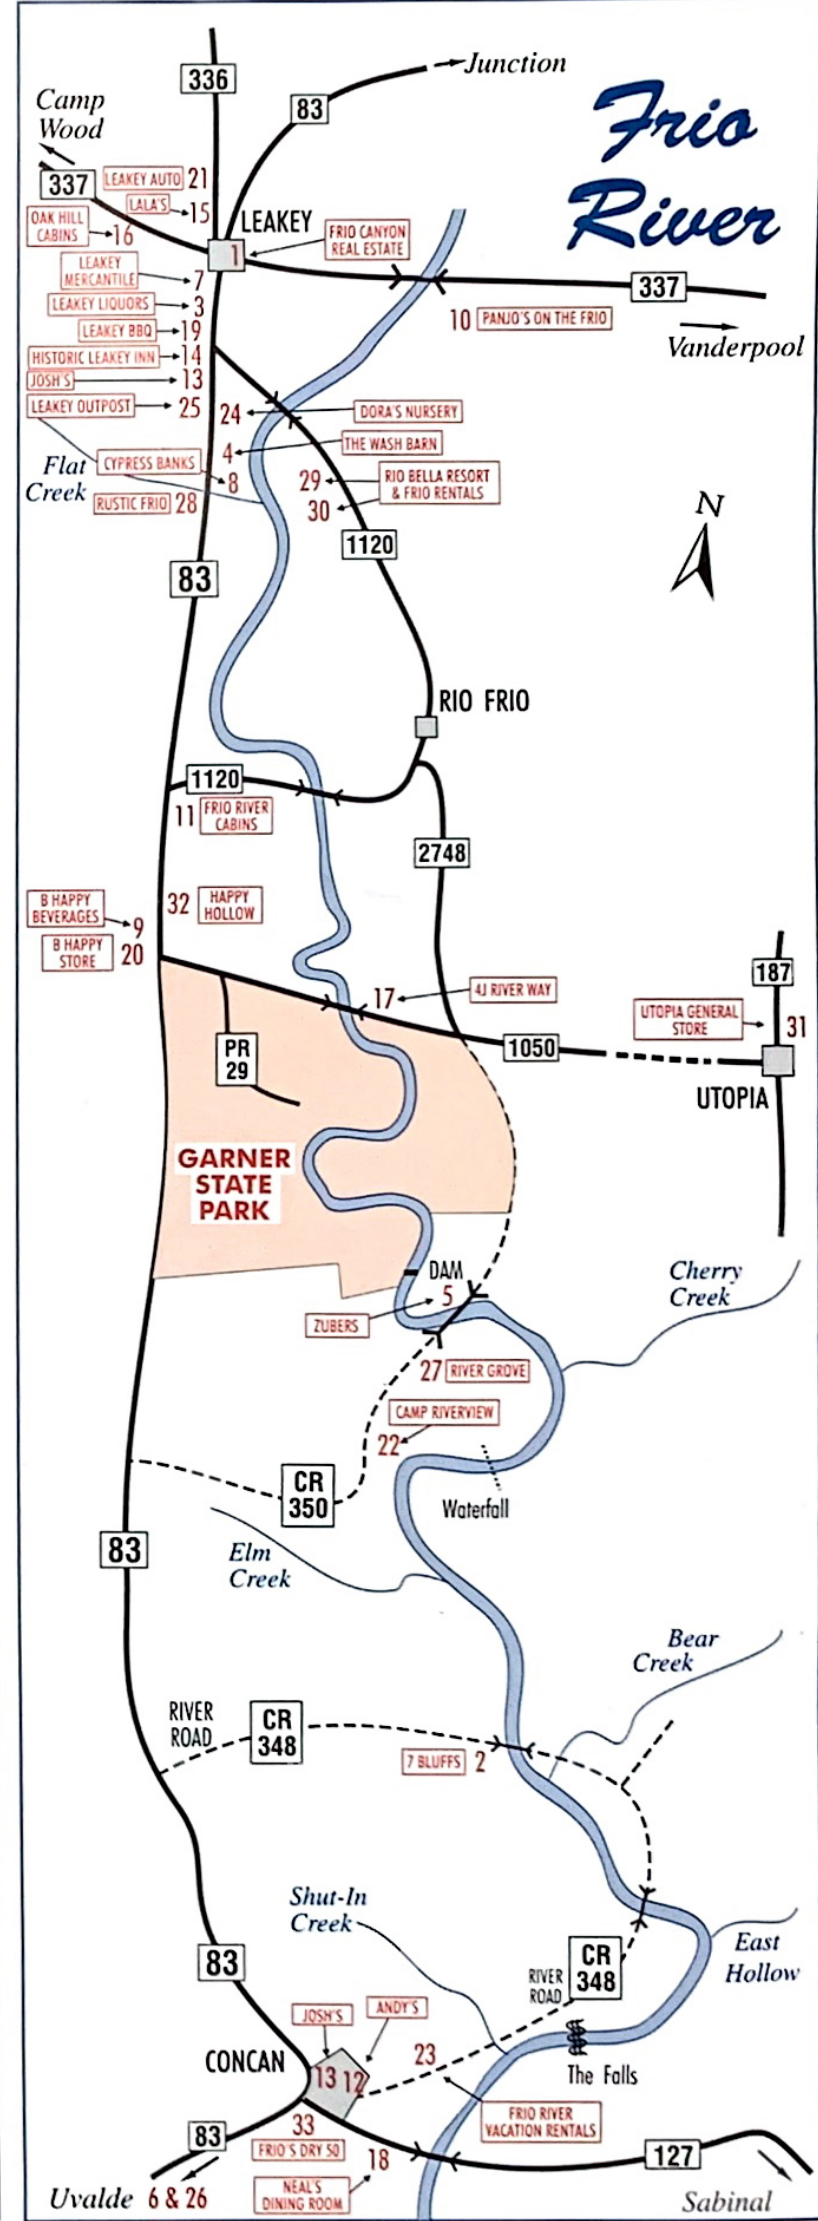 Frio
River
336
83
Junction
Camp
Wood
337
LEAKEY AUTO 21
LALA'S 15
OAK HILL
CABINS 16
LEAKEY
1
FRIO CANYON
REAL ESTATE
LEAKEY
MERCANTILE 7
LEAKEY LIQUORS 3
LEAKEY BBQ 19
HISTORIC LEAKEY INN 14
JOSH'S 13
LEAKEY OUTPOST 25
337
10 PANJO'S ON THE FRIO
Vanderpool
24 DORA'S NURSERY
4 THE WASH BARN
Flat
Creek
CYPRESS BANKS 8
RUSTIC FRIO 28
29 RIO BELLA RESORT
30 & FRIO RENTALS
N
1120
83
RIO FRIO
1120
11 FRIO RIVER
CABINS
2748
B HAPPY
BEVERAGES 9
32 HAPPY
HOLLOW
B HAPPY
STORE 20
17 4J RIVER WAY
187
UTOPIA GENERAL
STORE 31
PR
29
1050
UTOPIA
GARNER
STATE
PARK
DAM
5
ZUBERS
Cherry
Creek
27 RIVER GROVE
CAMP RIVERVIEW
22
CR
350
Waterfall
83
Elm
Creek
Bear
Creek
RIVER
ROAD
CR
348
7 BLUFFS 2
Shut-In
Creek
83
CR
348
RIVER
ROAD
East
Hollow
JOSH'S
ANDY'S
CONCAN
13 12
23
The Falls
FRIO RIVER
VACATION RENTALS
33
FRIO'S DRY 50
83
18
NEAL'S
DINING ROOM
127
Uvalde 6 & 26
Sabinal